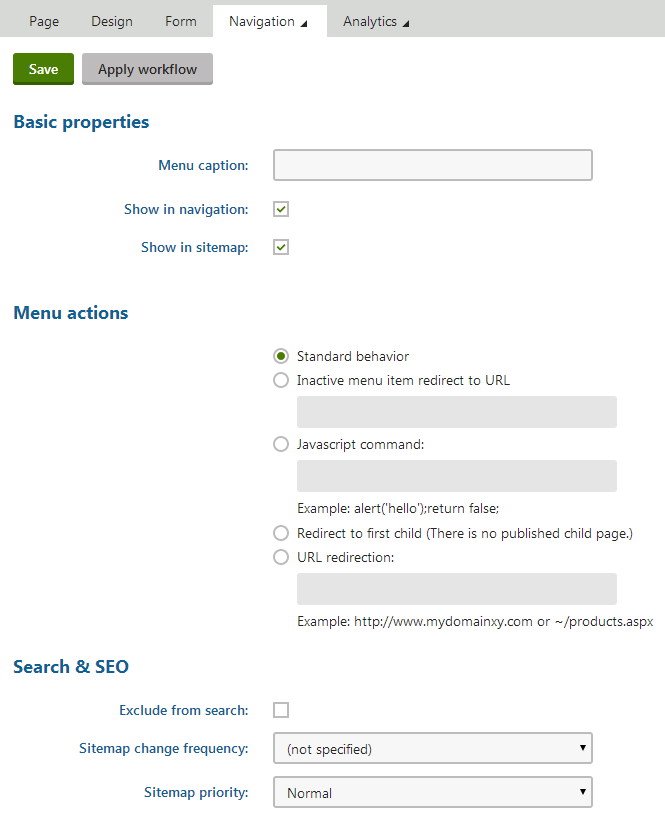 Page Design Form Navigation Analytics
Save Apply workflow
Basic properties
Menu caption:
Show in navigation:
Show in sitemap:
Menu actions
Standard behavior
Inactive menu item redirect to URL
Javascript command:
Example: alert('hello');return false;
Redirect to first child (There is no published child page.)
URL redirection:
Example: http://www.mydomainxy.com or ~/products.aspx
Search & SEO
Exclude from search:
Sitemap change frequency: (not specified)
Sitemap priority: Normal